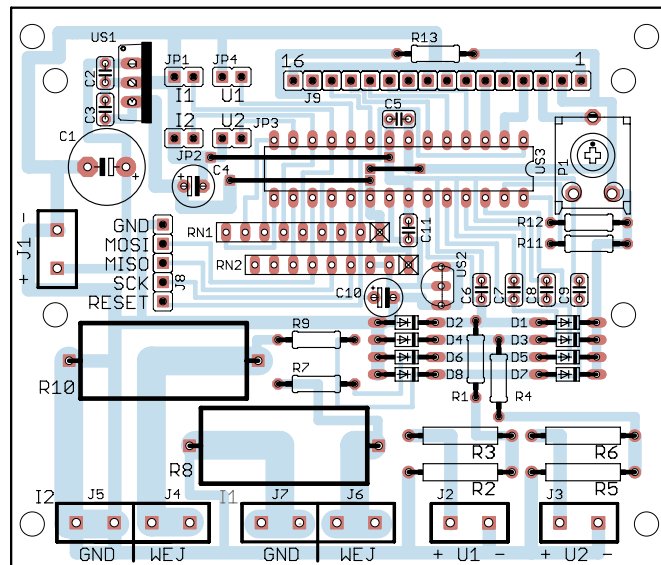 US1
JP1
JP4
R13
C2
I1
U1
16
1
J9
C3
C1
I2
U2
JP3
C5
+
JP2
C4
+
US3
P1
J1
-
+
GND
MOSI
MISO
SCK
RESET
J8
RN1
RN2
C11
US2
R12
R11
C10
+
C6
C7
C8
C9
R9
D2
D4
D6
D8
D1
D3
D5
D7
R10
R7
R1
R4
R8
R3
R2
R6
R5
I2
J5
J4
I1
J7
J6
J2
J3
GND
WEJ
GND
WEJ
+ U1 -
+ U2 -